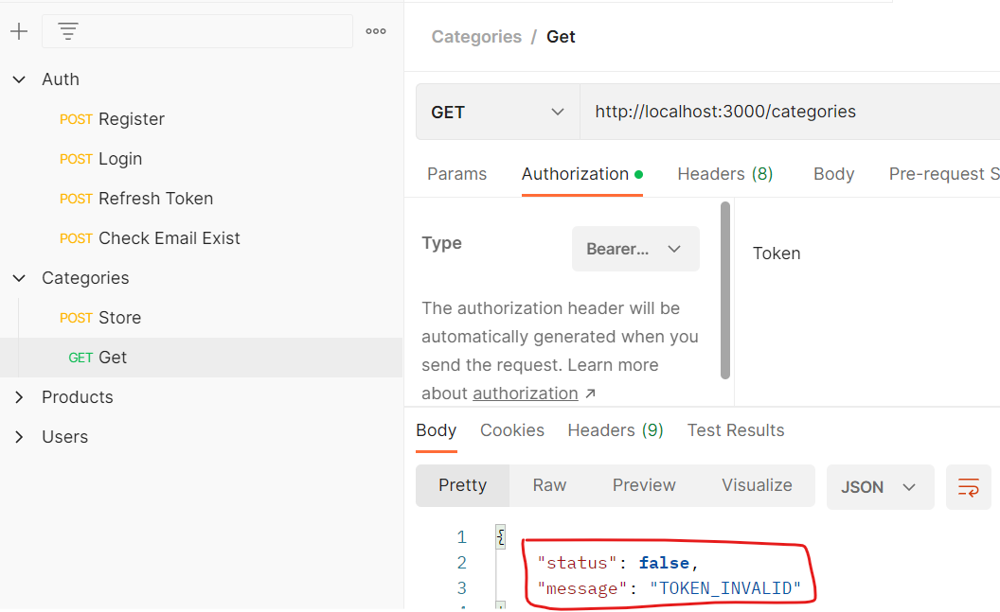 Auth
POST Register
POST Login
POST Refresh Token
POST Check Email Exist
Categories
POST Store
GET Get
Products
Users
Categories / Get
GET
http://localhost:3000/categories
Params Authorization Headers (8) Body Pre-request S
Type
Bearer...
The authorization header will be
automatically generated when you
send the request. Learn more
about authorization ↗
Token
Body Cookies Headers (9) Test Results
Pretty Raw Preview Visualize JSON
1 {
2 "status": false,
3 "message": "TOKEN_INVALID"